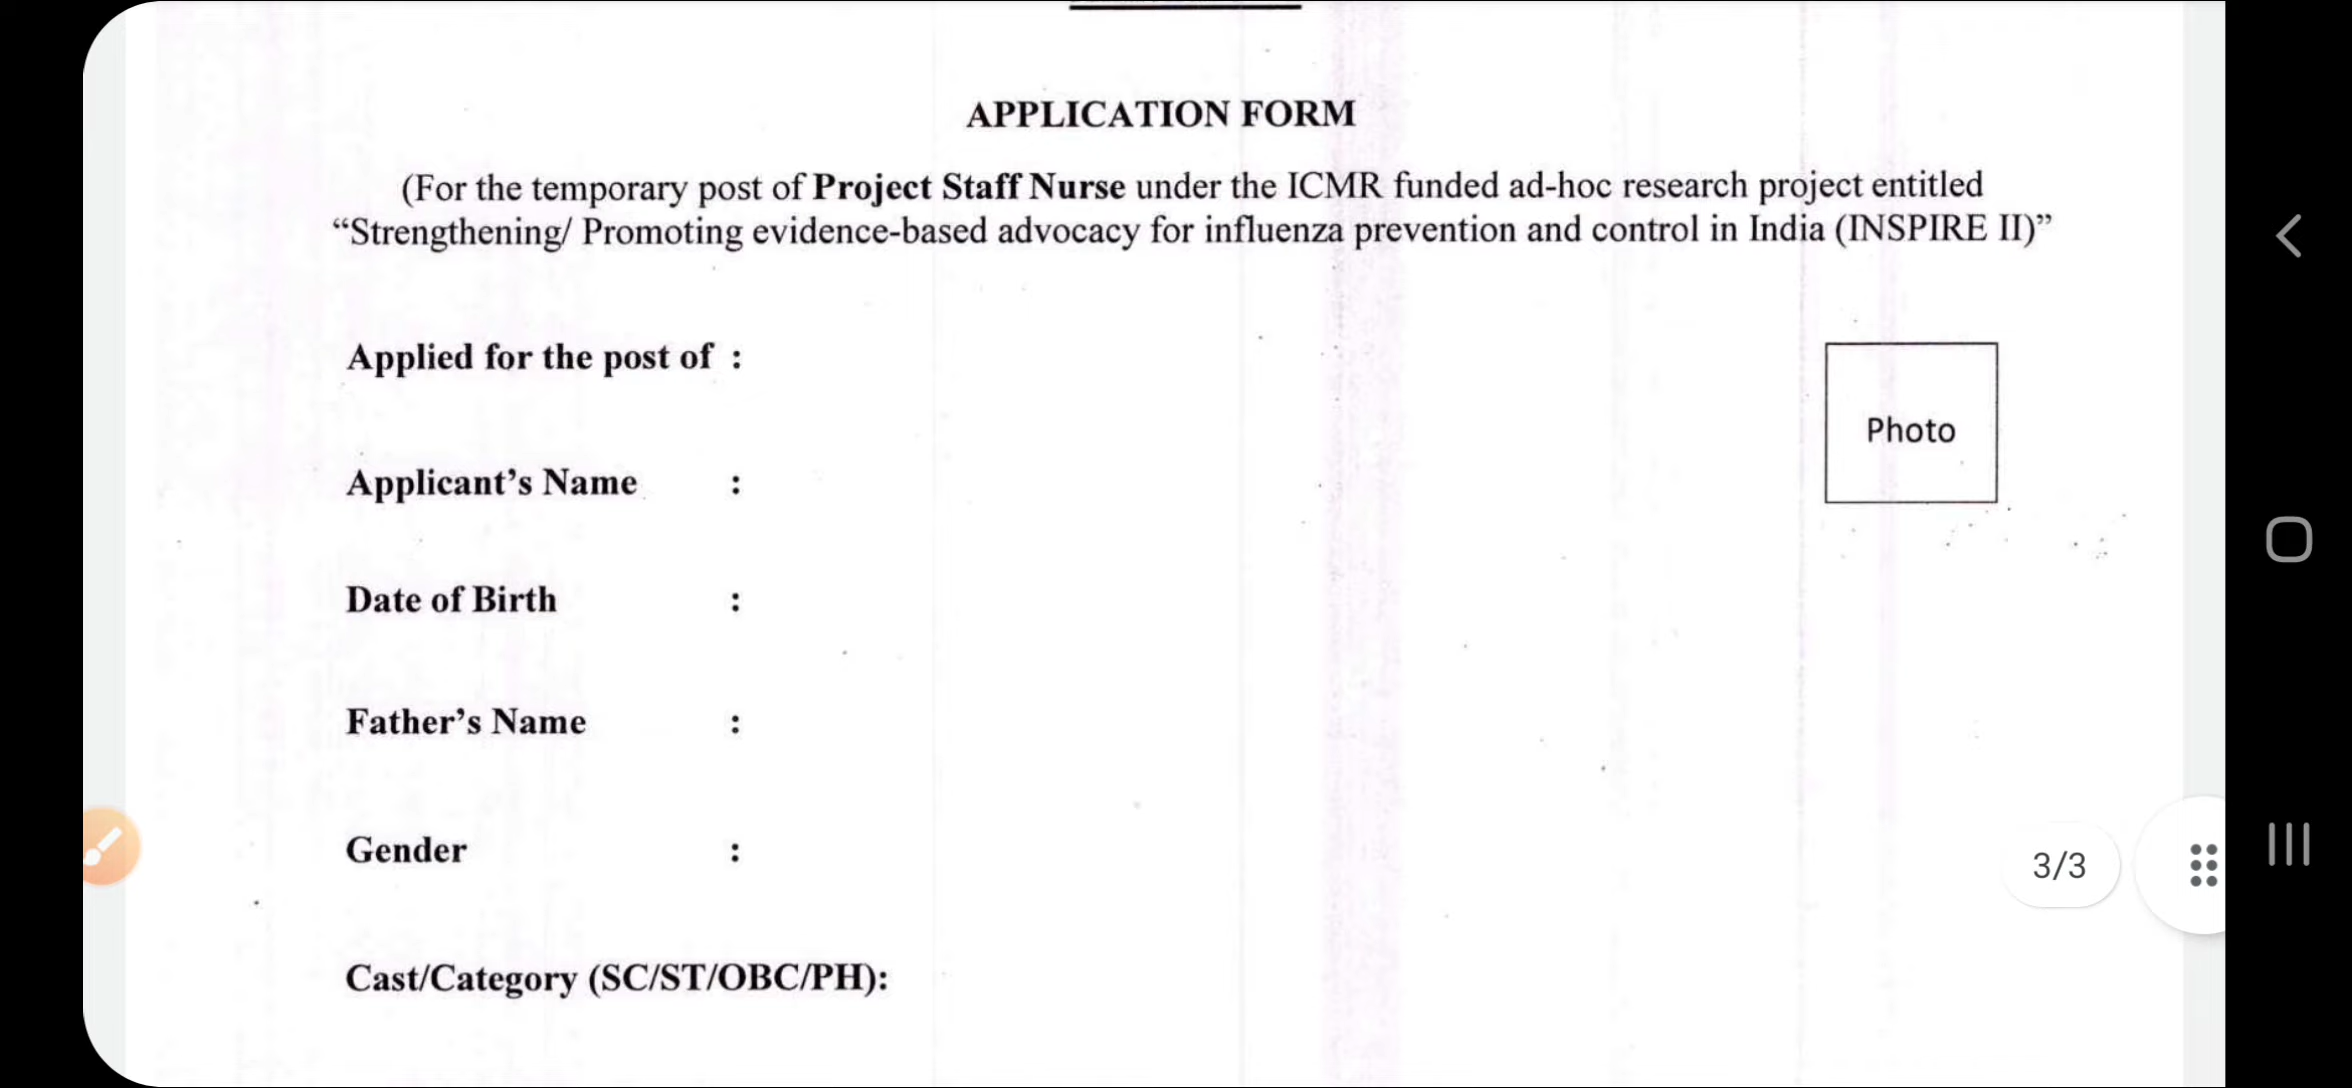 APPLICATION FORM
(For the temporary post of Project Staff Nurse under the ICMR funded ad-hoc research project entitled
“Strengthening/ Promoting evidence-based advocacy for influenza prevention and control in India (INSPIRE II)”
Applied for the post of :
Photo
Applicant’s Name :
Date of Birth :
Father’s Name :
Gender :
3/3
Cast/Category (SC/ST/OBC/PH):